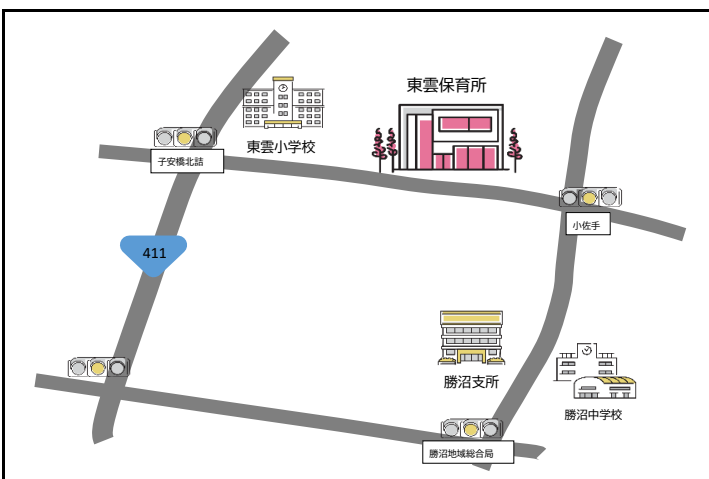 東雲保育所
東雲小学校
子安橋北詰
小佐手
411
勝沼支所
勝沼中学校
勝沼地域総合局